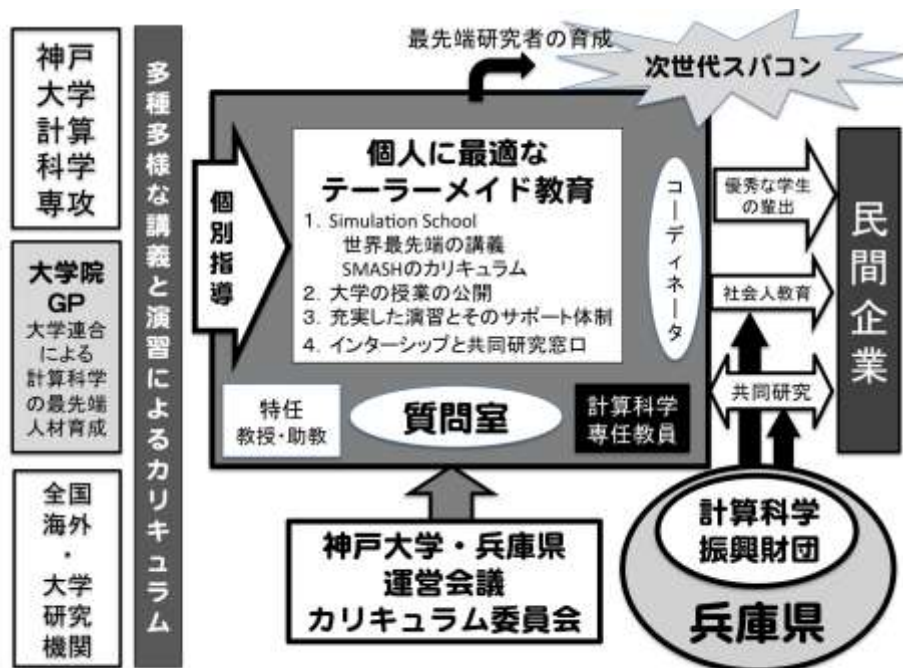 神戸
大学
計算
科学
専攻
大学院
GP
大学連合
による
計算科学
の最先端
人材育成
全国
海外
・
大学
研究
機関
多種多様な講義と演習によるカリキュラム
最先端研究者の育成
次世代スパコン
個別指導
個人に最適な
テーラーメイド教育
1. Simulation School
世界最先端の講義
SMASHのカリキュラム
2. 大学の授業の公開
3. 充実した演習とそのサポート体制
4. インターシップと共同研究窓口
コーディネータ
特任
教授・助教
質問室
計算科学
専任教員
優秀な学生
の輩出
社会人教育
共同研究
民間企業
神戸大学・兵庫県
運営会議
カリキュラム委員会
計算科学
振興財団
兵庫県